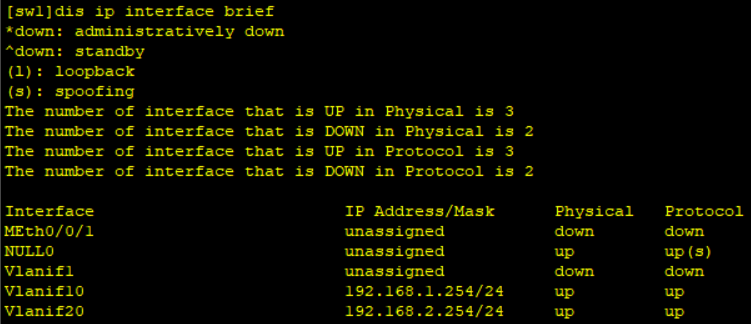 [sw1]dis ip interface brief
*down: administratively down
^down: standby
(l): loopback
(s): spoofing
The number of interface that is UP in Physical is 3
The number of interface that is DOWN in Physical is 2
The number of interface that is UP in Protocol is 3
The number of interface that is DOWN in Protocol is 2
Interface IP Address/Mask Physical Protocol
MEth0/0/1 unassigned down down
NULL0 unassigned up up(s)
Vlanif1 unassigned down down
Vlanif10 192.168.1.254/24 up up
Vlanif20 192.168.2.254/24 up up